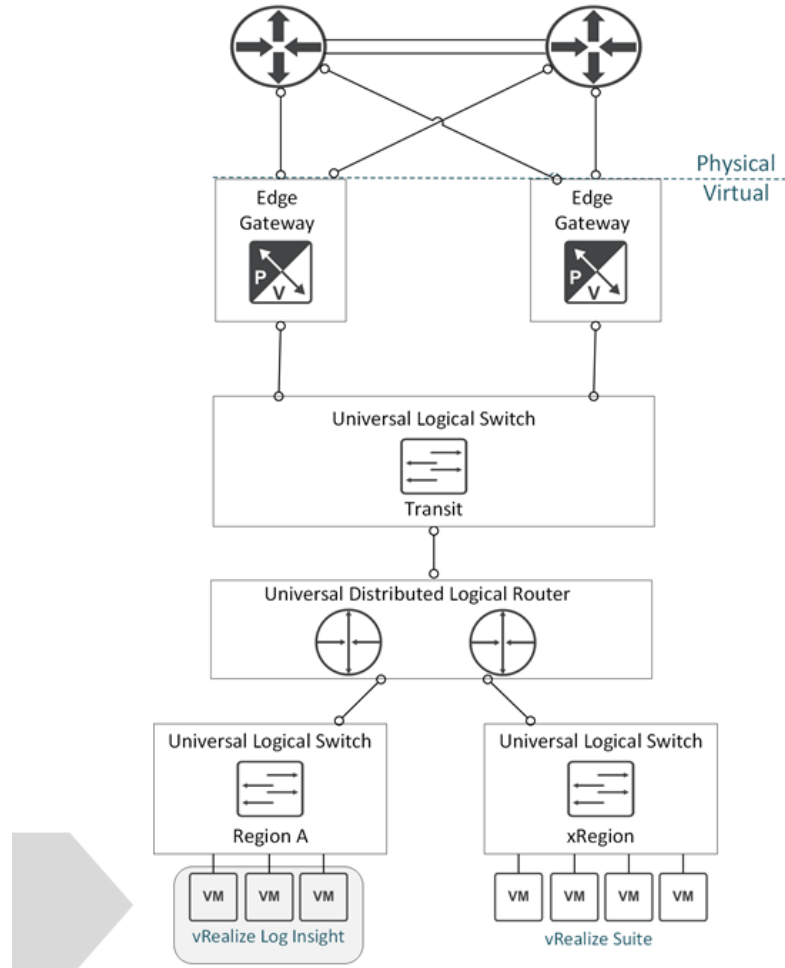 Physical
Virtual
Edge
Gateway
P
V
Edge
Gateway
P
V
Universal Logical Switch
Transit
Universal Distributed Logical Router
Universal Logical Switch
Region A
VM VM VM
vRealize Log Insight
Universal Logical Switch
xRegion
VM VM VM VM
vRealize Suite